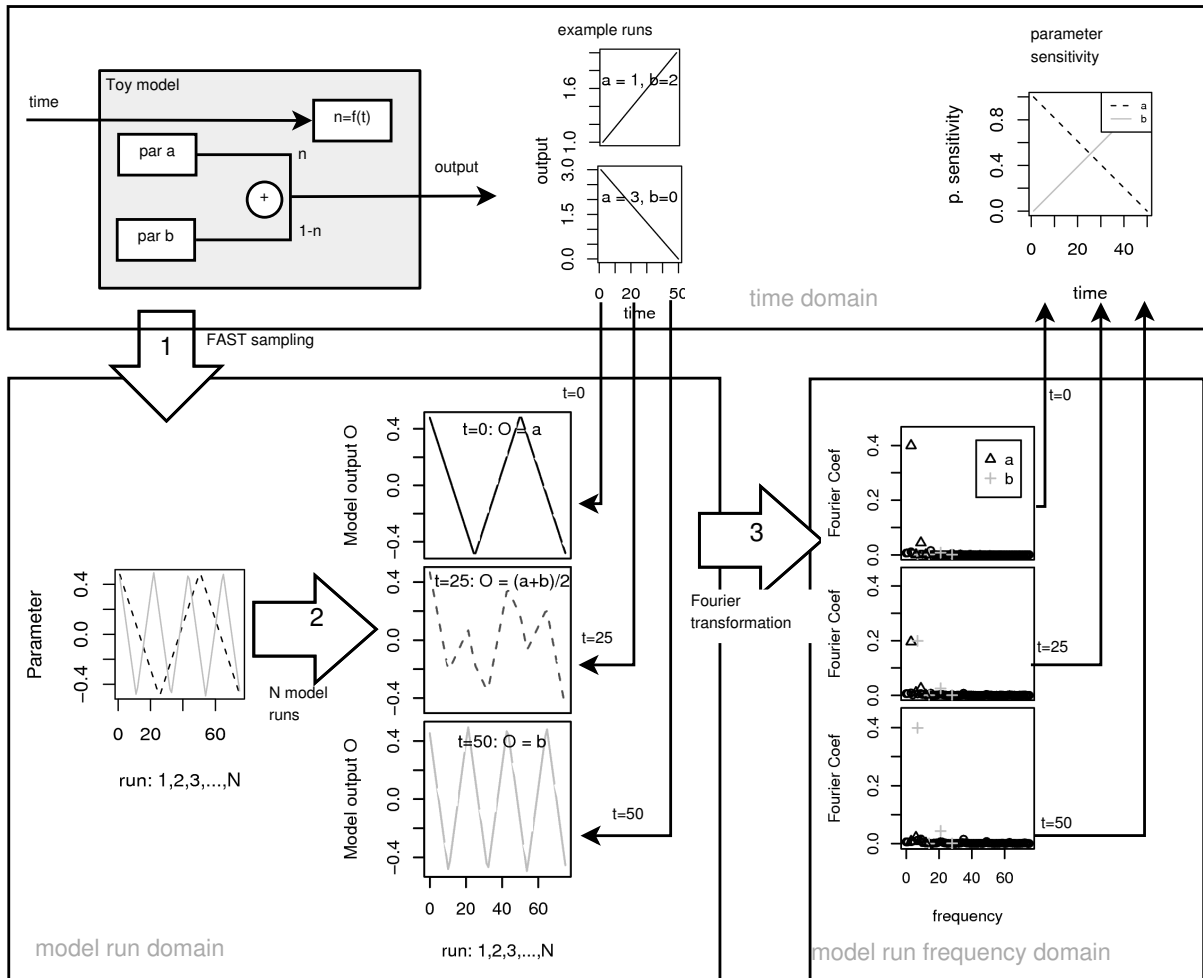 example runs
parameter
sensitivity
Toy model
time
n=f(t)
par a
n
+
output
par b
1-n
output
1.0 1.6
a = 1, b=2
0.0 1.5 3.0
a = 3, b=0
0 20 50
time
p. sensitivity
0.0 0.4 0.8
a
b
0 20 40
time
time domain
1
FAST sampling
Parameter
-0.4 0.0 0.4
0 20 60
run: 1,2,3,...,N
2
N model
runs
t=0
Model output O
-0.4 0.0 0.4
t=0: O = a
t=25: O = (a+b)/2
-0.4 0.0 0.4
t=25
Model output O
-0.4 0.0 0.4
t=50: O = b
t=50
0 20 40 60
run: 1,2,3,...,N
model run domain
3
Fourier
transformation
t=0
Fourier Coef
0.0 0.2 0.4
a
b
Fourier Coef
0.0 0.2 0.4
t=25
Fourier Coef
0.0 0.2 0.4
t=50
0 20 40 60
frequency
model run frequency domain